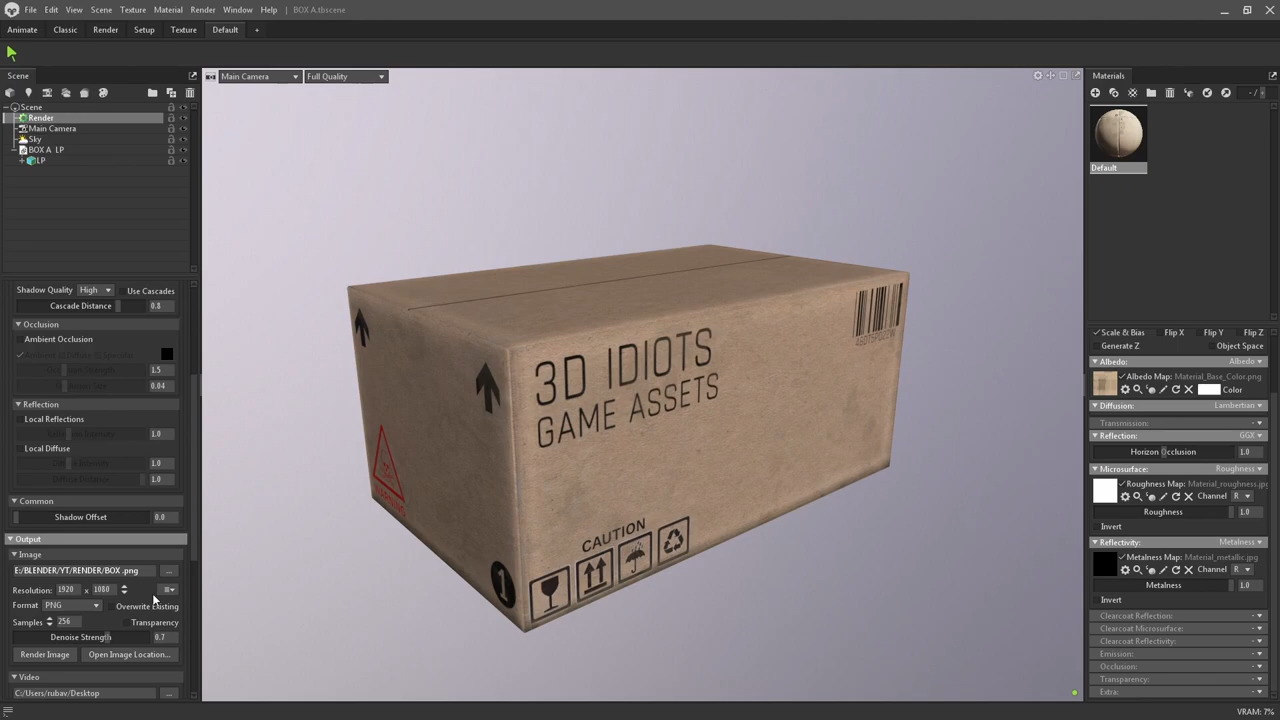 File Edit View Scene Texture Material Render Window Help BOX A.tbscene
Animate Classic Render Setup Texture Default +
Scene
Main Camera Full Quality
Materials
Scene
Render
Main Camera
Sky
BOX A LP
LP
Default
Shadow Quality High Use Cascades
Cascade Distance 0.8
Occlusion
Ambient Occlusion
1.5
0.04
Reflection
Local Reflections
1.0
Local Diffuse
1.0
1.0
Common
Shadow Offset 0.0
Output
Image
E:/BLENDER/YT/RENDER/BOX .png ...
Resolution: 1920 x 1080
Format PNG Overwrite Existing
Samples 256 Transparency
Denoise Strength 0.7
Render Image Open Image Location...
Video
C:/Users/rubav/Desktop ...
3D IDIOTS
GAME ASSETS
WARNING
CAUTION
1
Scale & Bias Flip X Flip Y Flip Z
Generate Z Object Space
Albedo: Albedo
Albedo Map: Material_Base_Color.png
Color
Diffusion: Lambertian
Transmission:
Reflection: GGX
Horizon Occlusion 1.0
Microsurface: Roughness
Roughness Map: Material_roughness.jpg
Channel R
Roughness 1.0
Invert
Reflectivity: Metalness
Metalness Map: Material_metallic.jpg
Channel R
Metalness 1.0
Invert
Clearcoat Reflection:
Clearcoat Microsurface:
Clearcoat Reflectivity:
Emission:
Occlusion:
Transparency:
Extra:
VRAM: 7%